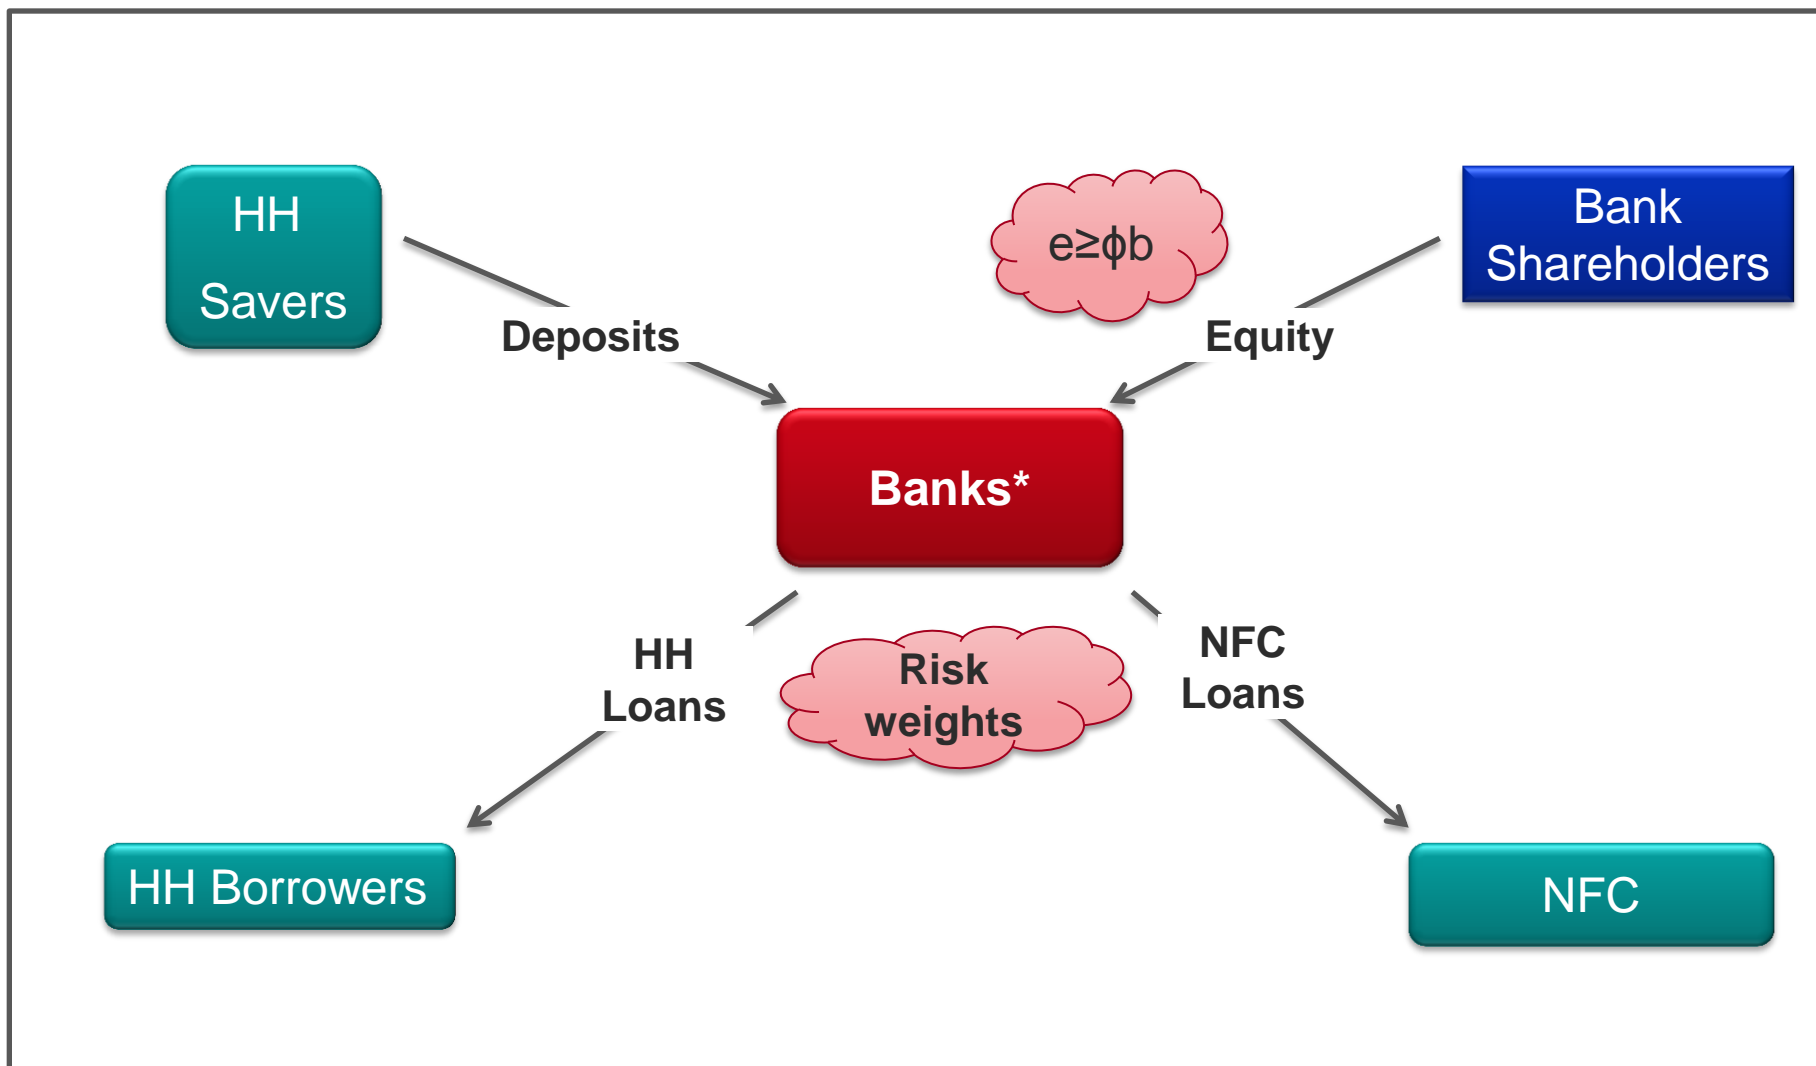 HH
Savers
Deposits
e≥ϕb
Equity
Bank
Shareholders
Banks*
HH
Loans
Risk
weights
NFC
Loans
HH Borrowers
NFC